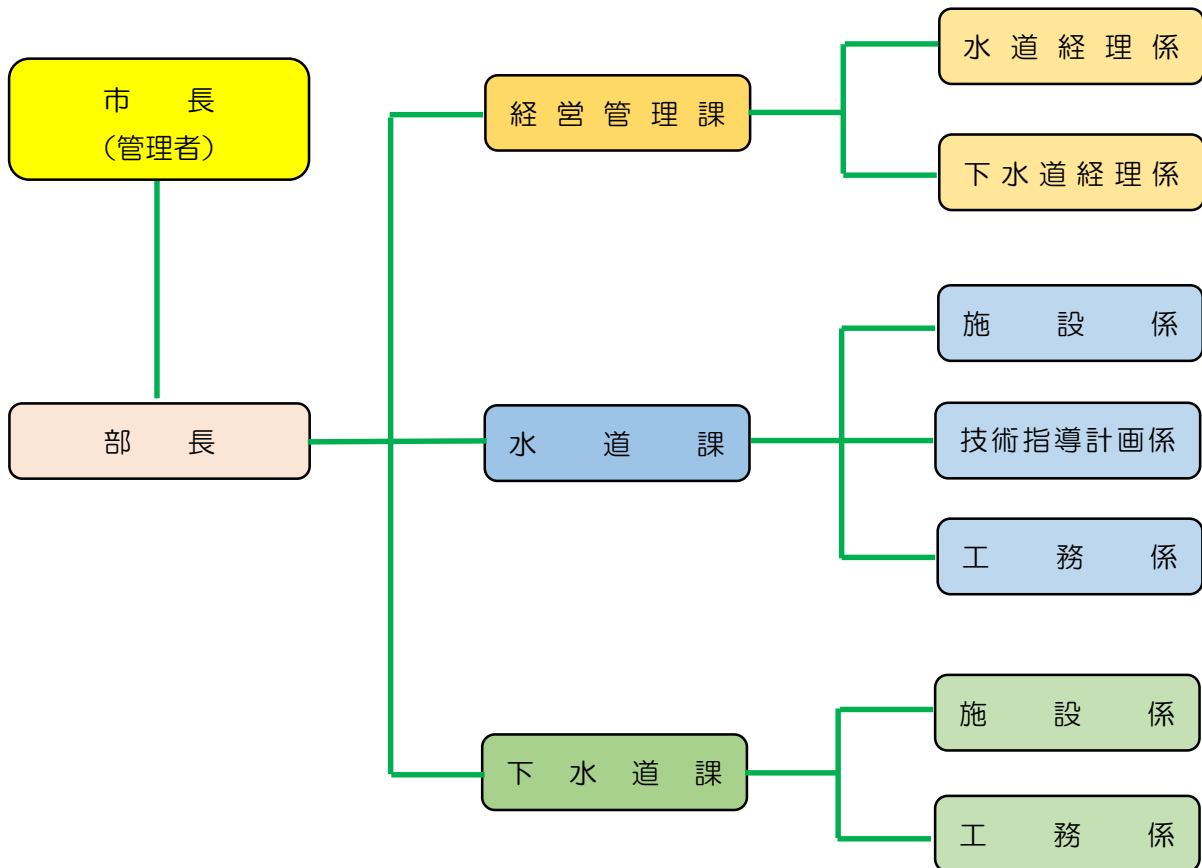 市長
（管理者）
部長
経営管理課
水道経理係
下水道経理係
水道課
施設係
技術指導計画係
工務係
下水道課
施設係
工務係